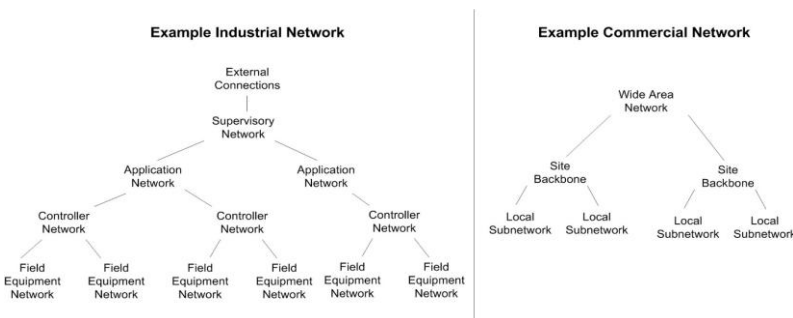 Example Industrial Network
External
Connections
Supervisory
Network
Application
Network
Application
Network
Controller
Network
Controller
Network
Controller
Network
Field
Equipment
Network
Field
Equipment
Network
Field
Equipment
Network
Field
Equipment
Network
Field
Equipment
Network
Field
Equipment
Network
Example Commercial Network
Wide Area
Network
Site
Backbone
Site
Backbone
Local
Subnetwork
Local
Subnetwork
Local
Subnetwork
Local
Subnetwork